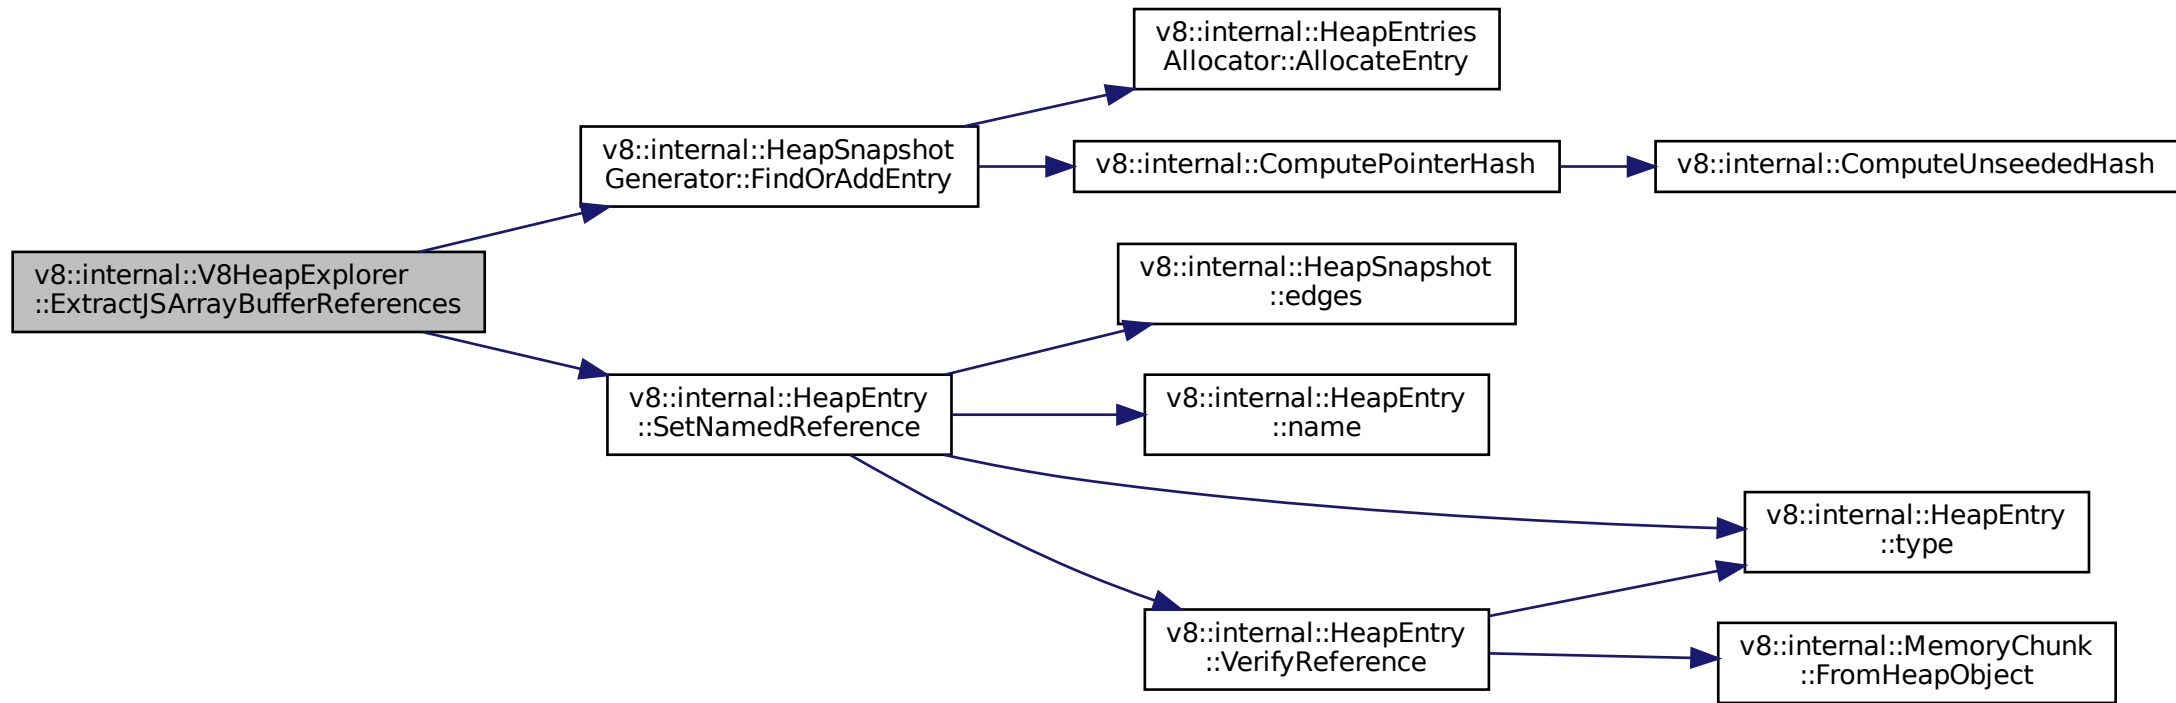 v8::internal::HeapEntries
Allocator::AllocateEntry
v8::internal::HeapSnapshot
Generator::FindOrAddEntry
v8::internal::ComputePointerHash
v8::internal::ComputeUnseededHash
v8::internal::V8HeapExplorer
::ExtractJSArrayBufferReferences
v8::internal::HeapSnapshot
::edges
v8::internal::HeapEntry
::SetNamedReference
v8::internal::HeapEntry
::name
v8::internal::HeapEntry
::type
v8::internal::HeapEntry
::VerifyReference
v8::internal::MemoryChunk
::FromHeapObject